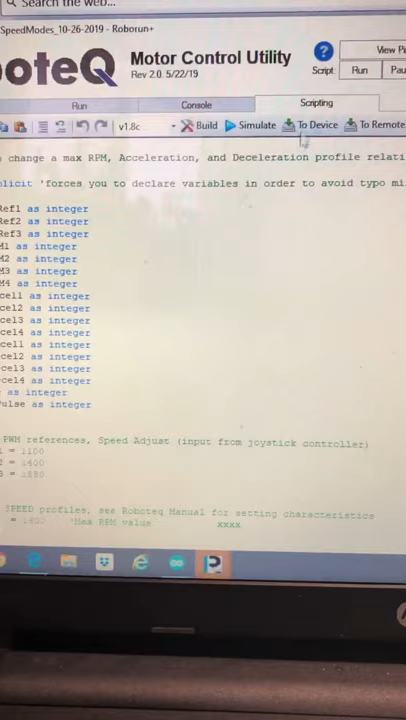 Search the web...
SpeedModes_10-26-2019 - Roborun+
oteQ
Motor Control Utility
Rev 2.0 5/22/19
?
Script:
Run
Pau
View Pa
Run
Console
Scripting
v1.8c
Build
Simulate
To Device
To Remote
change a max RPM, Acceleration, and Deceleration profile relati
plicit 'forces you to declare variables in order to avoid typo mi
Ref1 as integer
Ref2 as integer
Ref3 as integer
M1 as integer
M2 as integer
M3 as integer
M4 as integer
cel1 as integer
cel2 as integer
cel3 as integer
cel4 as integer
cel1 as integer
cel2 as integer
cel3 as integer
cel4 as integer
as integer
Pulse as integer
PWM references, Speed Adjust (input from joystick controller)
= 1100
= 1400
SPEED profiles, see Roboteq Manual for setting characteristics
'Max RPM value xxxx